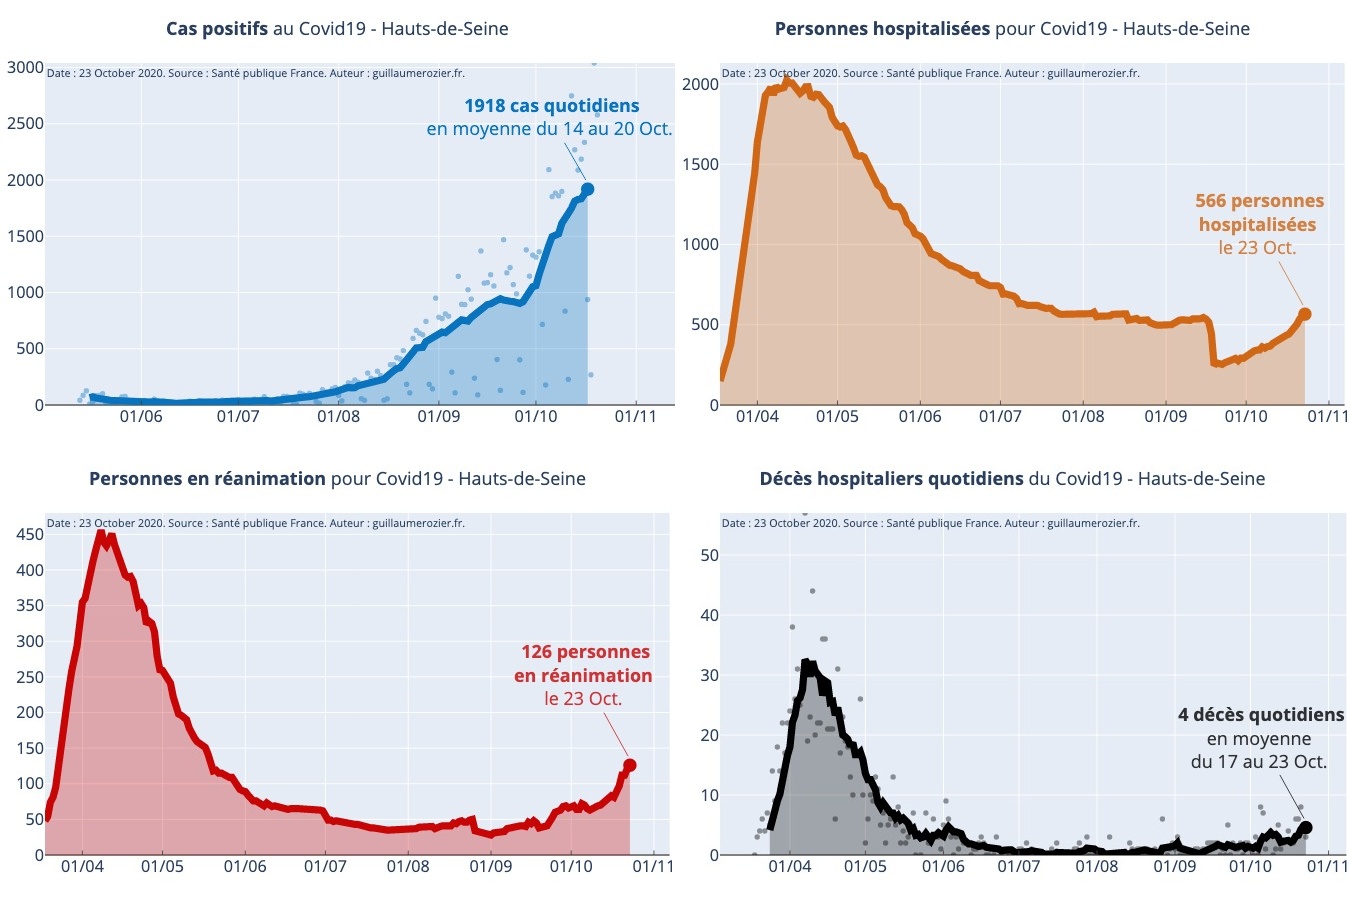 Cas positifs au Covid19 - Hauts-de-Seine
Date : 23 October 2020. Source : Santé publique France. Auteur : guillaumerozier.fr.
1918 cas quotidiens
en moyenne du 14 au 20 Oct.
3000
2500
2000
1500
1000
500
0
01/06 01/07 01/08 01/09 01/10 01/11
Personnes hospitalisées pour Covid19 - Hauts-de-Seine
Date : 23 October 2020. Source : Santé publique France. Auteur : guillaumerozier.fr.
566 personnes
hospitalisées
le 23 Oct.
2000
1500
1000
500
0
01/04 01/05 01/06 01/07 01/08 01/09 01/10 01/11
Personnes en réanimation pour Covid19 - Hauts-de-Seine
Date : 23 October 2020. Source : Santé publique France. Auteur : guillaumerozier.fr.
126 personnes
en réanimation
le 23 Oct.
450
400
350
300
250
200
150
100
50
0
01/04 01/05 01/06 01/07 01/08 01/09 01/10 01/11
Décès hospitaliers quotidiens du Covid19 - Hauts-de-Seine
Date : 23 October 2020. Source : Santé publique France. Auteur : guillaumerozier.fr.
4 décès quotidiens
en moyenne
du 17 au 23 Oct.
50
40
30
20
10
0
01/04 01/05 01/06 01/07 01/08 01/09 01/10 01/11